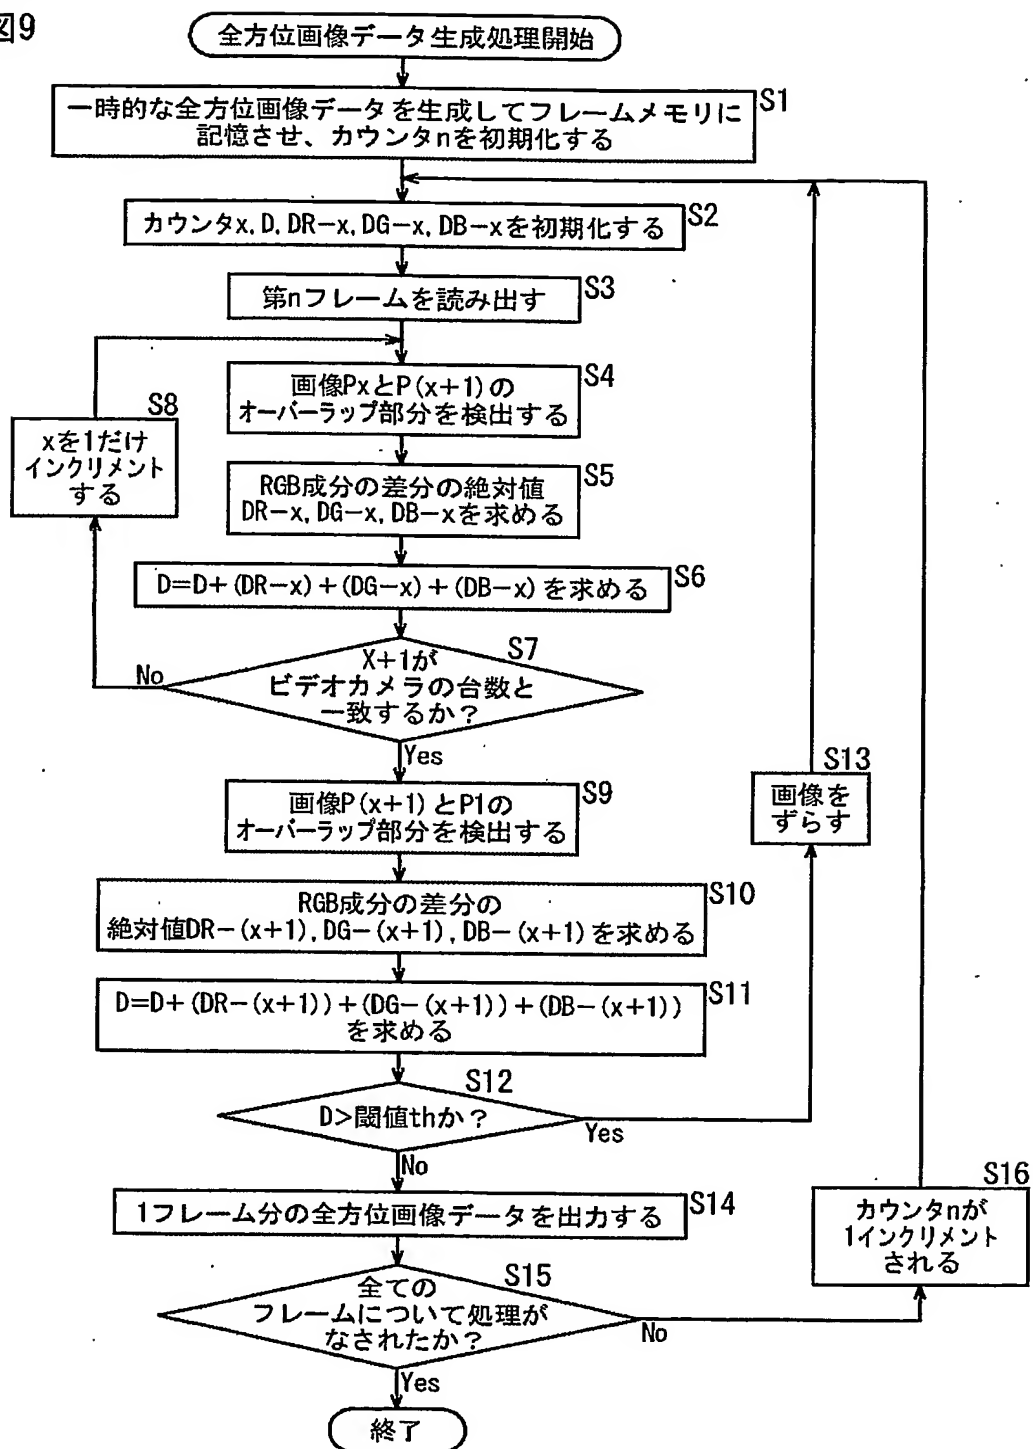 図9
全方位画像データ生成処理開始
S1
一時的な全方位画像データを生成してフレームメモリに
記憶させ、カウンタnを初期化する
S2
カウンタx, D, DR-x, DG-x, DB-xを初期化する
S3
第nフレームを読み出す
S4
画像PxとP(x+1)の
オーバーラップ部分を検出する
S8
xを1だけ
インクリメント
する
S5
RGB成分の差分の絶対値
DR-x, DG-x, DB-xを求める
S6
D=D+(DR-x)+(DG-x)+(DB-x)を求める
S7
X+1が
ビデオカメラの台数と
一致するか?
No
Yes
S9
画像P(x+1)とP1の
オーバーラップ部分を検出する
S13
画像を
ずらす
S10
RGB成分の差分の
絶対値DR-(x+1), DG-(x+1), DB-(x+1)を求める
S11
D=D+(DR-(x+1))+(DG-(x+1))+(DB-(x+1))
を求める
S12
D>閾値thか?
Yes
No
S14
1フレーム分の全方位画像データを出力する
S16
カウンタnが
1インクリメント
される
S15
全ての
フレームについて処理が
なされたか?
No
Yes
終了